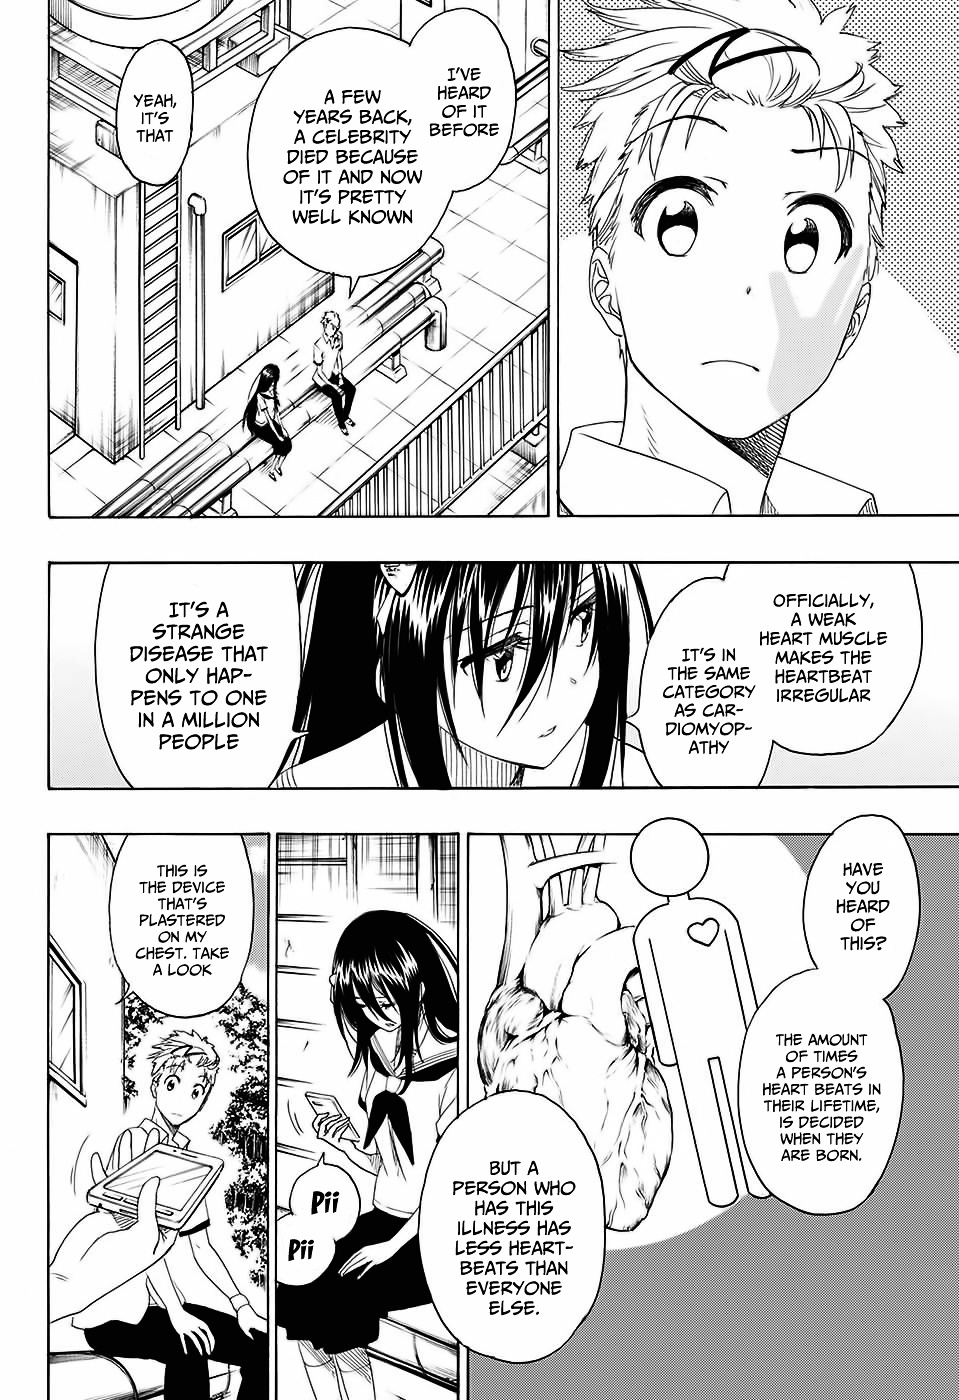 I'VE
HEARD
OF IT
BEFORE
A FEW
YEARS BACK,
A CELEBRITY
DIED BECAUSE
OF IT AND NOW
IT'S PRETTY
WELL KNOWN
YEAH,
IT'S
THAT
OFFICIALLY,
A WEAK
HEART MUSCLE
MAKES THE
HEARTBEAT
IRREGULAR
IT'S IN
THE SAME
CATEGORY
AS CAR-
DIOMYOP-
ATHY
IT'S A
STRANGE
DISEASE THAT
ONLY HAP-
PENS TO ONE
IN A MILLION
PEOPLE
HAVE
YOU
HEARD
OF
THIS?
THE AMOUNT
OF TIMES
A PERSON'S
HEART BEATS IN
THEIR LIFETIME,
IS DECIDED
WHEN THEY
ARE BORN.
BUT A
PERSON WHO
HAS THIS
ILLNESS HAS
LESS HEART-
BEATS THAN
EVERYONE
ELSE.
Pii
Pii
THIS IS
THE DEVICE
THAT'S
PLASTERED
ON MY
CHEST. TAKE
A LOOK